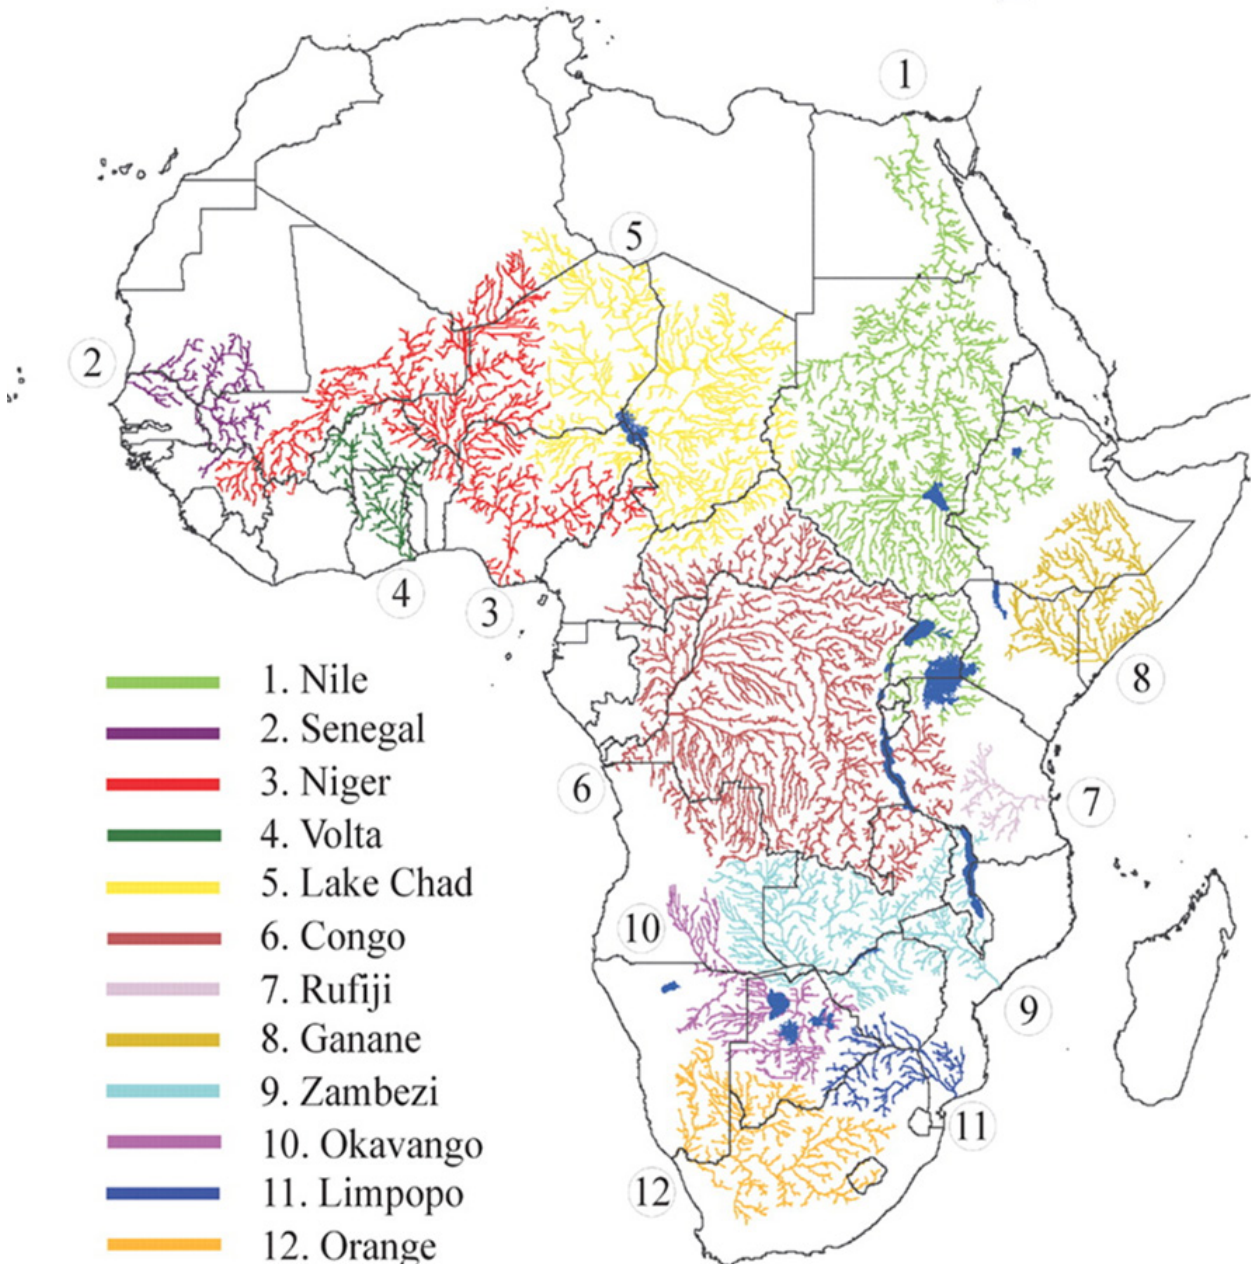 1
5
2
4
3
8
6
7
10
9
11
12
1. Nile
2. Senegal
3. Niger
4. Volta
5. Lake Chad
6. Congo
7. Rufiji
8. Ganane
9. Zambezi
10. Okavango
11. Limpopo
12. Orange